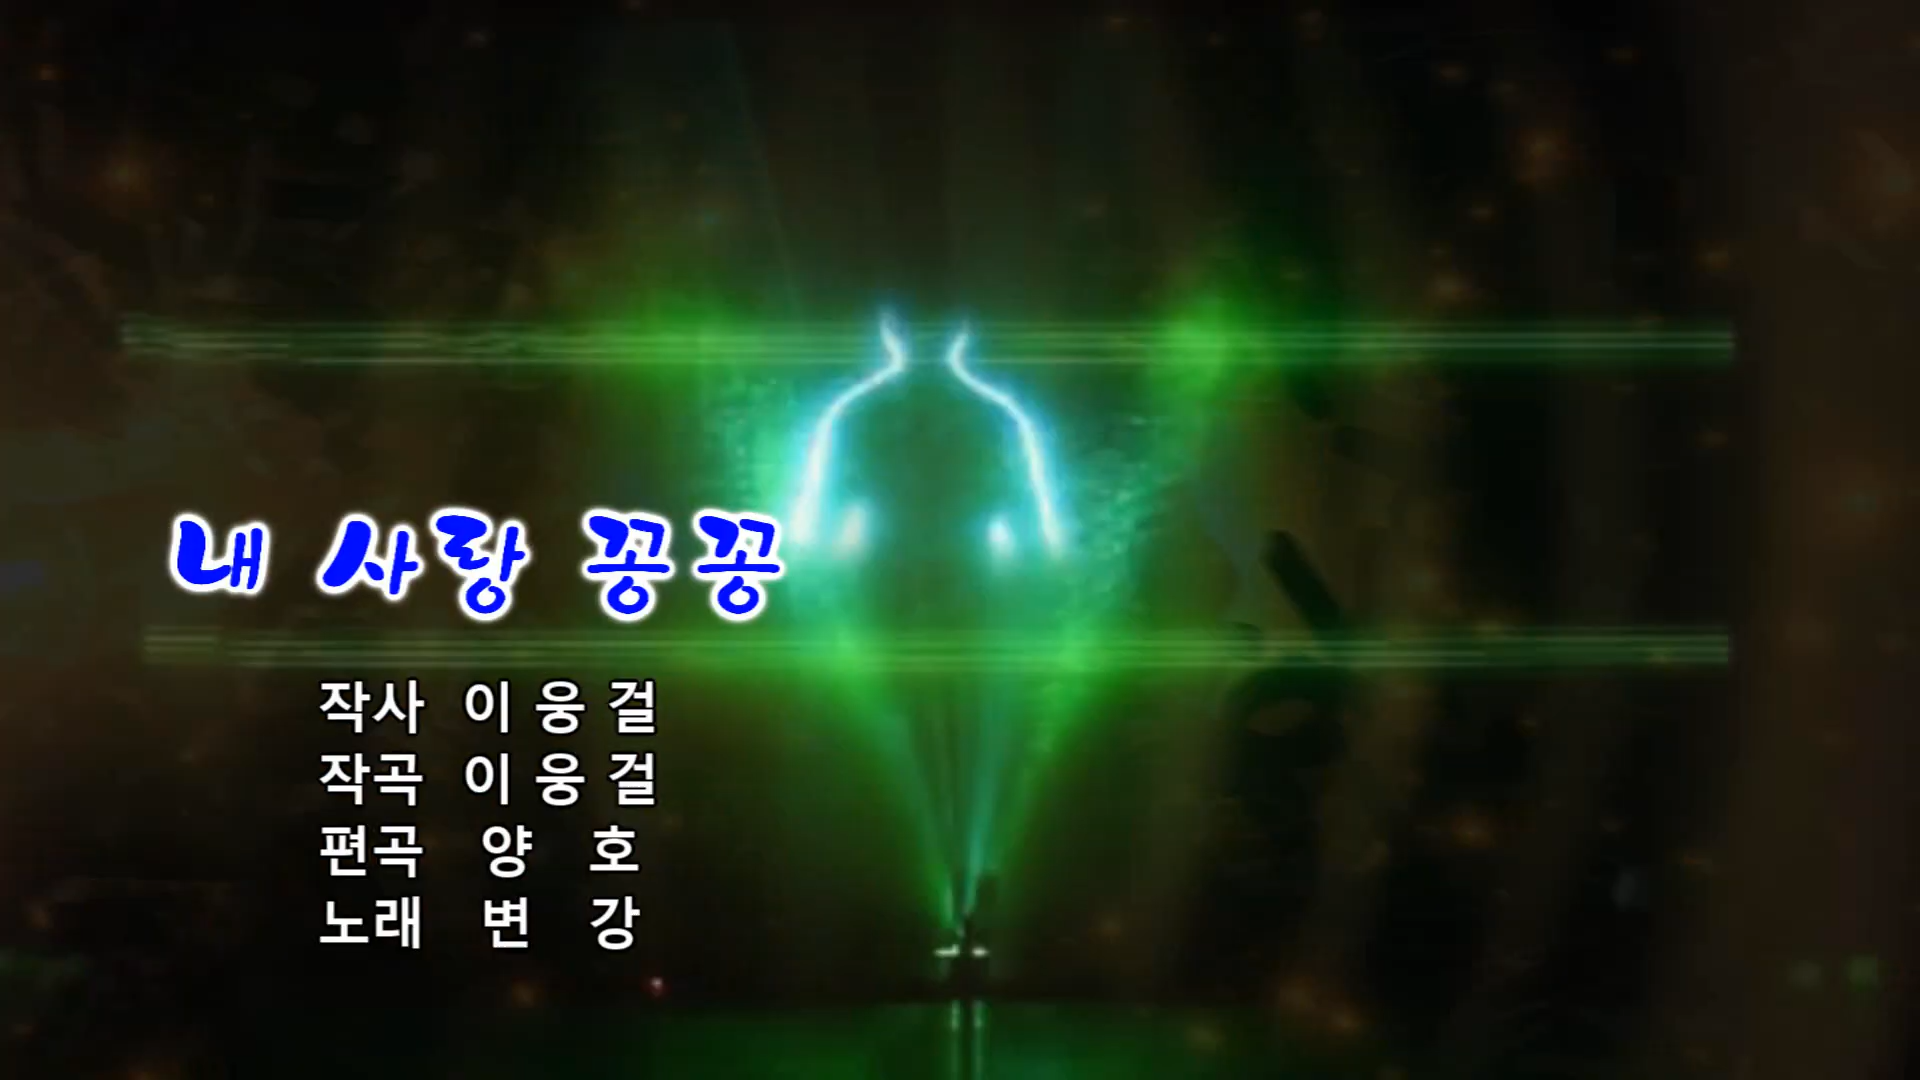 내 사랑 꽁꽁
작사 이 웅 걸
작곡 이 웅 걸
편곡 양 호
노래 변 강